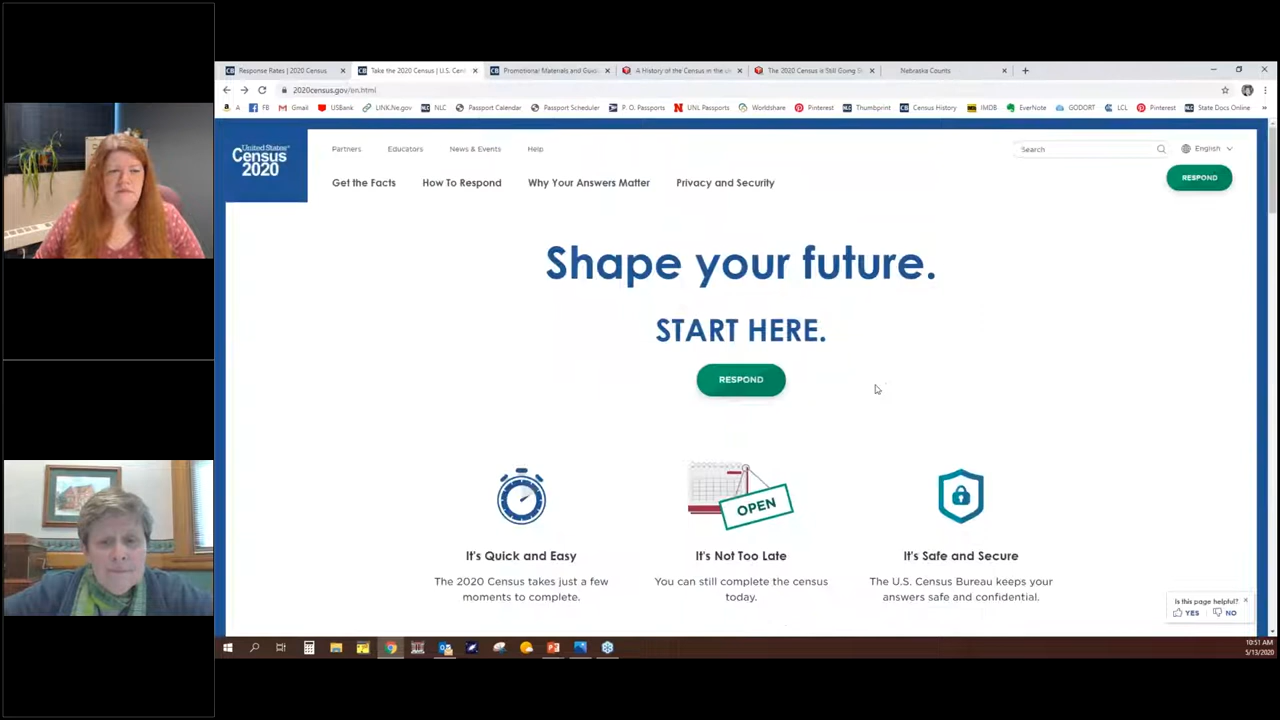 Response Rates | 2020 Census
Take the 2020 Census | U.S. Cen
Promotional Materials and Guid
A History of the Census in the
The 2020 Census is Still Going S
Nebraska Counts
2020census.gov/en.html
A FB Gmail USBank LINK.Ne.gov NLC Passport Calendar Passport Scheduler P. O. Passports UNL Passports Worldshare Pinterest Thumbprint Census History IMDB EverNote GODORT LCL Pinterest State Docs Online
United States®
Census
2020
Partners Educators News & Events Help
Search
English
Get the Facts How To Respond Why Your Answers Matter Privacy and Security
RESPOND
Shape your future.
START HERE.
RESPOND
OPEN
It's Quick and Easy
The 2020 Census takes just a few
moments to complete.
It's Not Too Late
You can still complete the census
today.
It's Safe and Secure
The U.S. Census Bureau keeps your
answers safe and confidential.
Is this page helpful?
YES NO
10:51 AM
5/13/2020